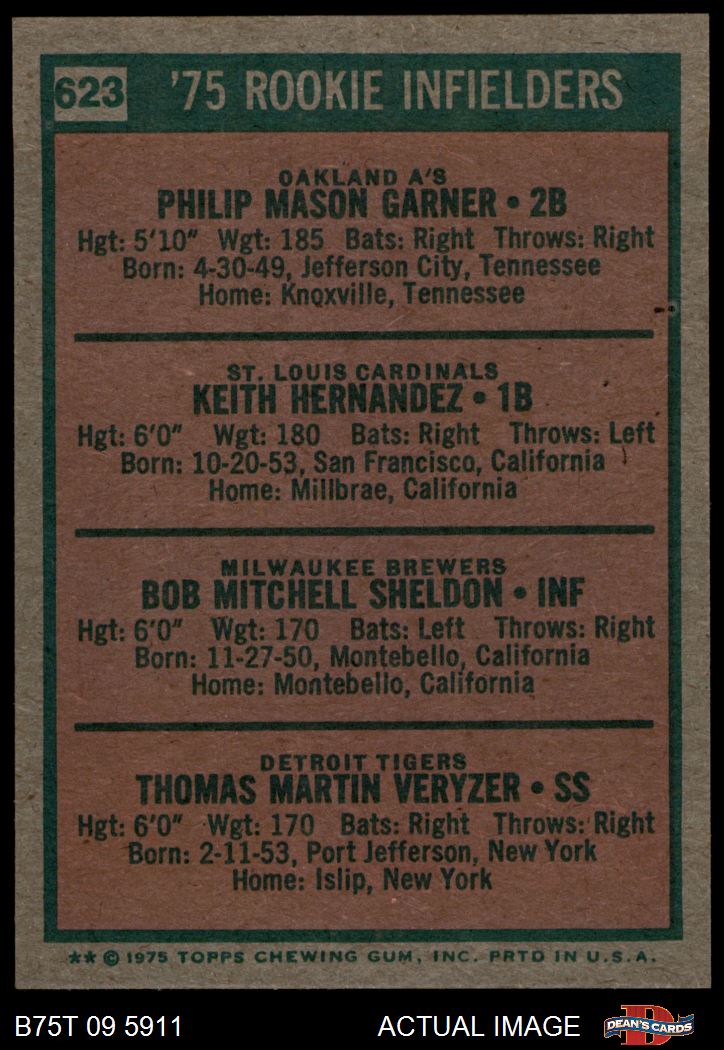 623
'75 ROOKIE INFIELDERS
OAKLAND A'S
PHILIP MASON GARNER • 2B
Hgt: 5'10" Wgt: 185 Bats: Right Throws: Right
Born: 4-30-49, Jefferson City, Tennessee
Home: Knoxville, Tennessee
ST. LOUIS CARDINALS
KEITH HERNANDEZ • 1B
Hgt: 6'0" Wgt: 180 Bats: Right Throws: Left
Born: 10-20-53, San Francisco, California
Home: Millbrae, California
MILWAUKEE BREWERS
BOB MITCHELL SHELDON • INF
Hgt: 6'0" Wgt: 170 Bats: Left Throws: Right
Born: 11-27-50, Montebello, California
Home: Montebello, California
DETROIT TIGERS
THOMAS MARTIN VERYZER • SS
Hgt: 6'0" Wgt: 170 Bats: Right Throws: Right
Born: 2-11-53, Port Jefferson, New York
Home: Islip, New York
** © 1975 TOPPS CHEWING GUM, INC. PRTD IN U.S.A.
B75T 09 5911
ACTUAL IMAGE
D
DEAN'S CARDS